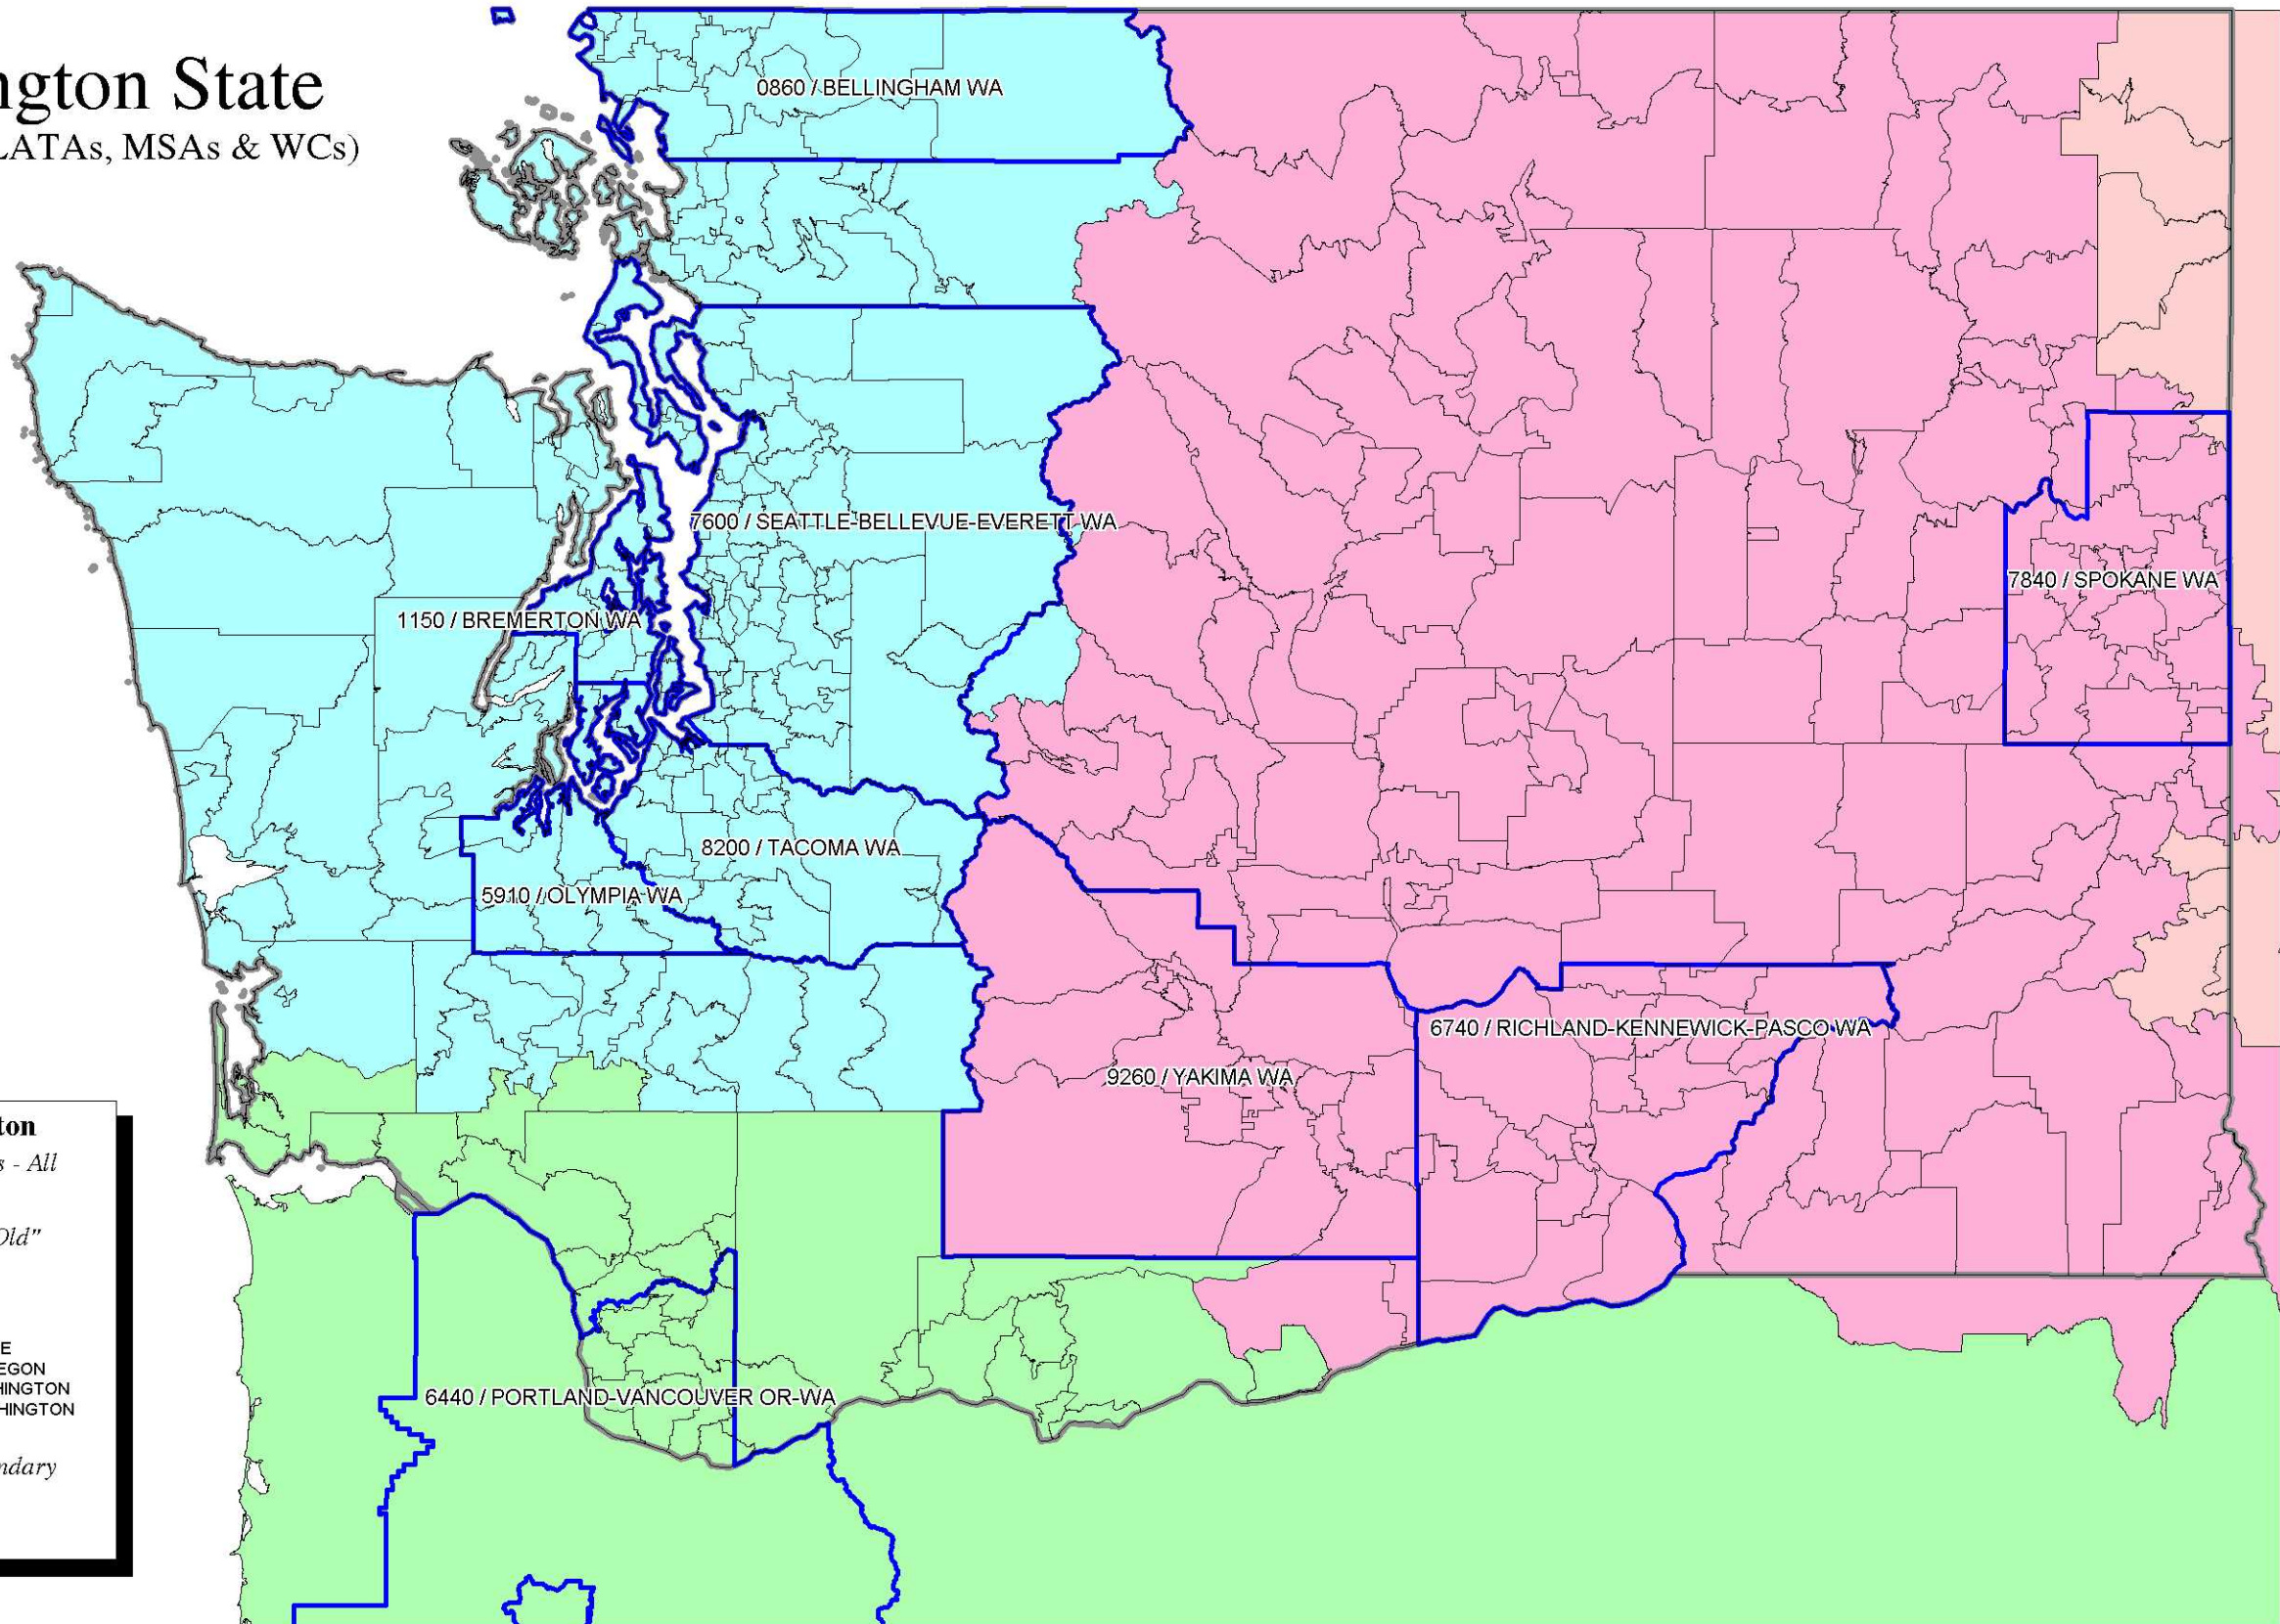 ngton State
LATAs, MSAs & WCs)
0860 / BELLINGHAM WA
7600 / SEATTLE-BELLEVUE-EVERETT WA
7840 / SPOKANE WA
1150 / BREMERTON WA
8200 / TACOMA WA
5910 / OLYMPIA WA
6740 / RICHLAND-KENNEWICK-PASCO WA
9260 / YAKIMA WA
6440 / PORTLAND-VANCOUVER OR-WA
ton
s - All
Old"
E
EGON
HINGTON
HINGTON
ndary